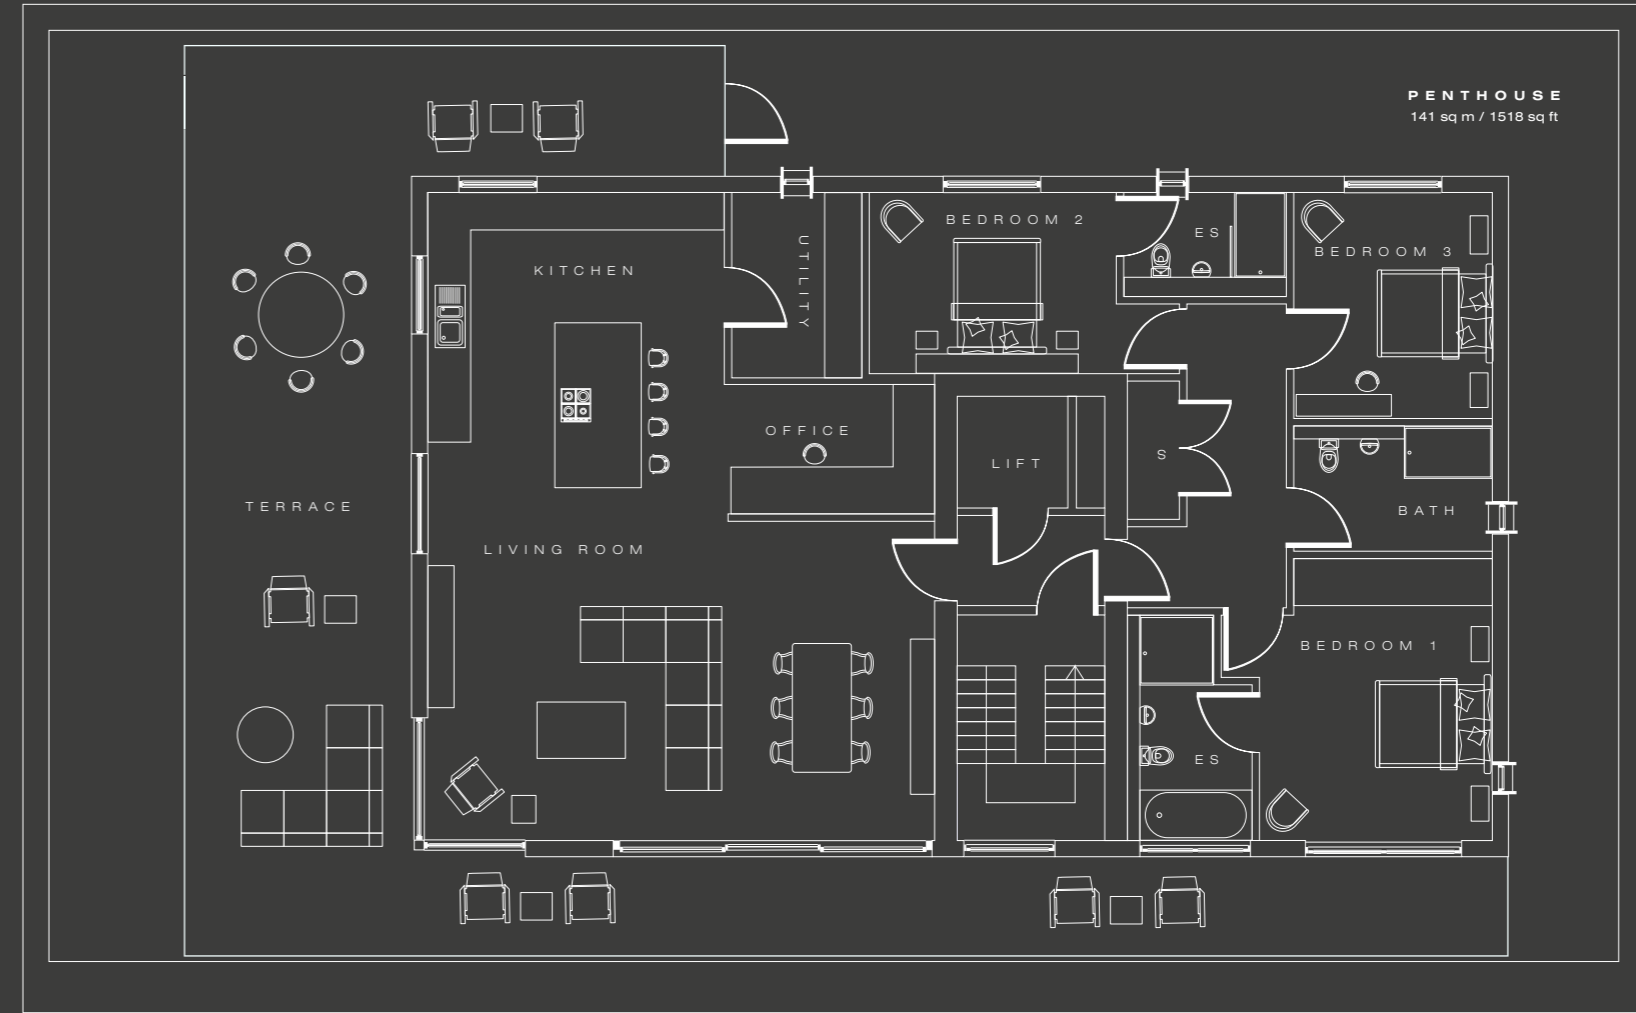 PENTHOUSE
141 sq m / 1518 sq ft
BEDROOM 2
ES
BEDROOM 3
KITCHEN
UTILITY
OFFICE
LIFT
S
TERRACE
BATH
LIVING ROOM
BEDROOM 1
ES